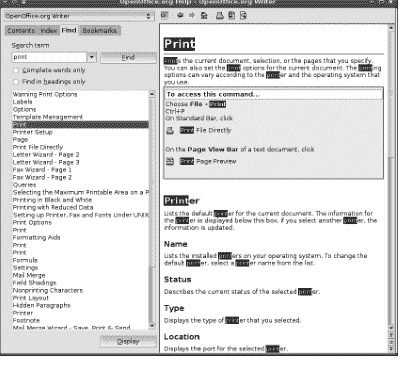 OpenOffice.org Help - OpenOffice.org Writer
OpenOffice.org Writer
Contents Index Find Bookmarks
Search term
print
Find
Complete words only
Find in headings only
Warning Print Options
Labels
Options
Template Management
Print
Printer Setup
Page
Print File Directly
Letter Wizard - Page 2
Letter Wizard - Page 3
Fax Wizard - Page 1
Fax Wizard - Page 2
Queries
Selecting the Maximum Printable Area on a P
Printing in Black and White
Printing with Reduced Data
Setting up Printer, Fax and Fonts Under UNIX
Print Options
Print
Formatting Aids
Print
Print
Formula
Settings
Mail Merge
Field Shadings
Nonprinting Characters
Print Layout
Hidden Paragraphs
Printer
Footnote
Mail Merge Wizard - Save, Print & Send
Display
Print
Prints the current document, selection, or the pages that you specify.
You can also set the print options for the current document. The printing
options can vary according to the printer and the operating system that
you use.
To access this command...
Choose File - Print
Ctrl+P
On Standard Bar, click
Print File Directly
On the Page View Bar of a text document, click
Print Page Preview
Printer
Lists the default printer for the current document. The information for
the printer is displayed below the box. If you select another printer, the
information is updated.
Name
Lists the installed printers on your operating system. To change the
default printer, select a printer name from the list.
Status
Describes the current status of the selected printer.
Type
Displays the type of printer that you selected.
Location
Displays the port for the selected printer.